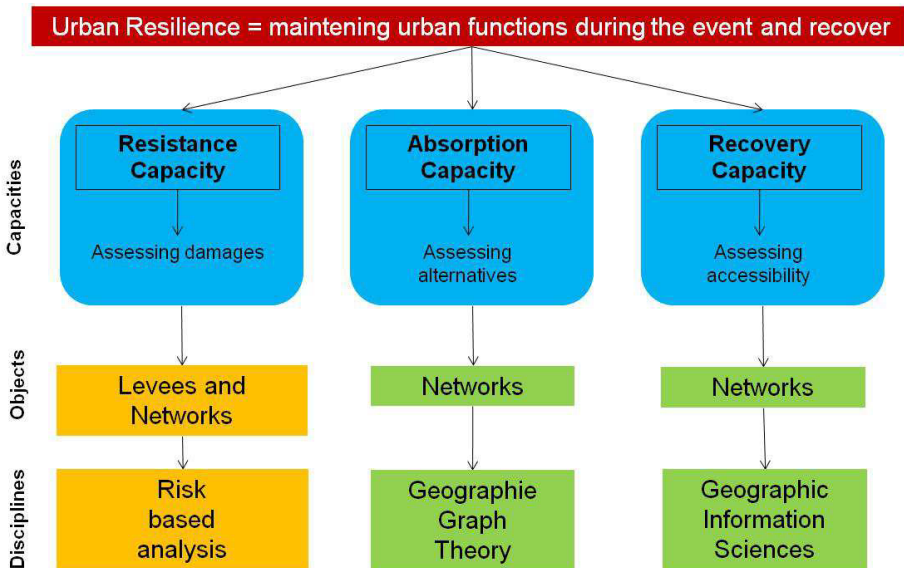 Urban Resilience = maintening urban functions during the event and recover
Capacities
Resistance
Capacity
Assessing damages
Absorption
Capacity
Assessing
alternatives
Recovery
Capacity
Assessing
accessibility
Objects
Levees and
Networks
Networks
Networks
Disciplines
Risk
based
analysis
Geographie
Graph
Theory
Geographic
Information
Sciences